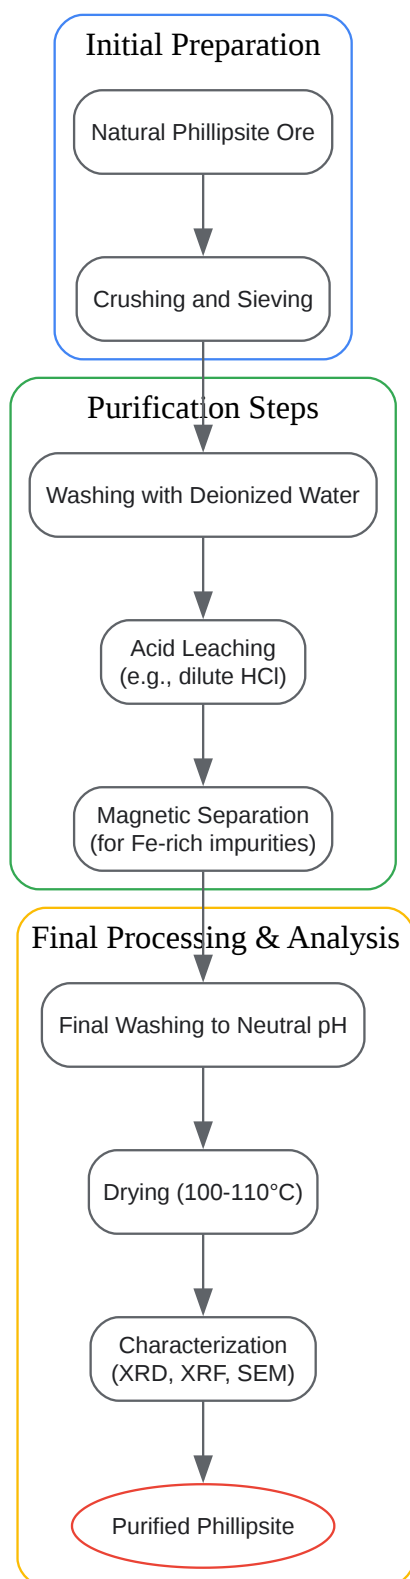 Initial Preparation
Natural Phillipsite Ore
Crushing and Sieving
Purification Steps
Washing with Deionized Water
Acid Leaching
(e.g., dilute HCl)
Magnetic Separation
(for Fe-rich impurities)
Final Processing & Analysis
Final Washing to Neutral pH
Drying (100-110°C)
Characterization
(XRD, XRF, SEM)
Purified Phillipsite